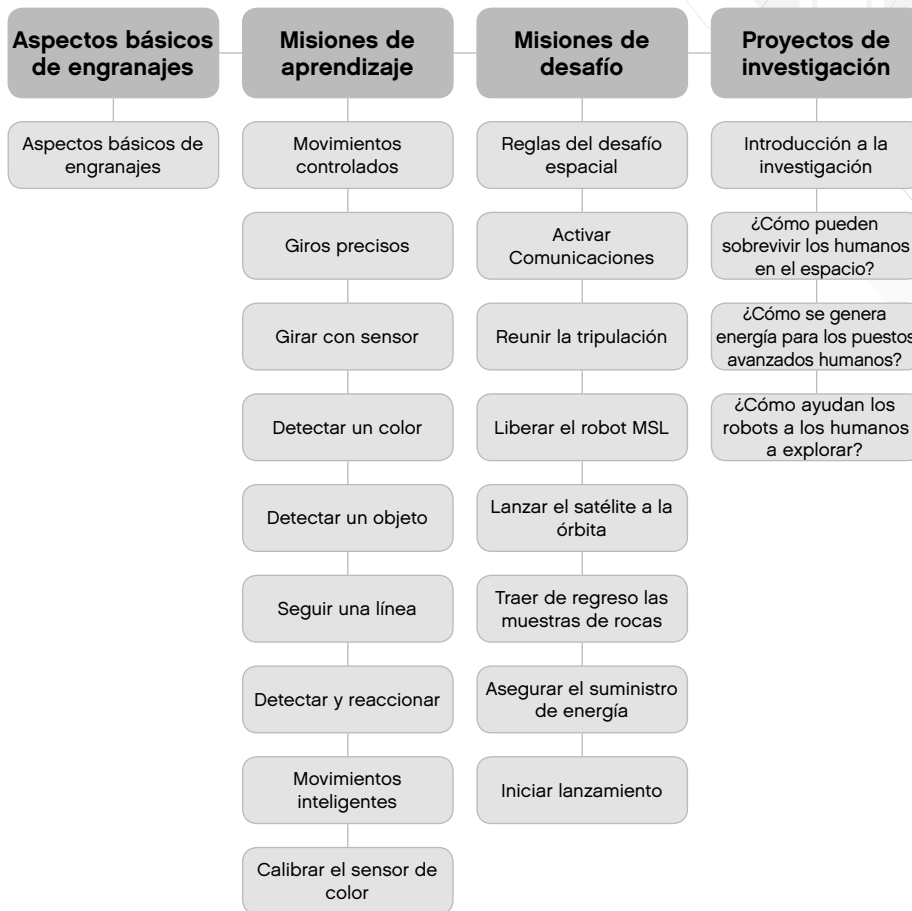 Aspectos básicos
de engranajes
Aspectos básicos de
engranajes
Misiones de
aprendizaje
Movimientos
controlados
Giros precisos
Girar con sensor
Detectar un color
Detectar un objeto
Seguir una línea
Detectar y reaccionar
Movimientos
inteligentes
Calibrar el sensor de
color
Misiones de
desafío
Reglas del desafío
espacial
Activar
Comunicaciones
Reunir la tripulación
Liberar el robot MSL
Lanzar el satélite a la
órbita
Traer de regreso las
muestras de rocas
Asegurar el suministro
de energía
Iniciar lanzamiento
Proyectos de
investigación
Introducción a la
investigación
¿Cómo pueden
sobrevivir los humanos
en el espacio?
¿Cómo se genera
energía para los puestos
avanzados humanos?
¿Cómo ayudan los
robots a los humanos
a explorar?